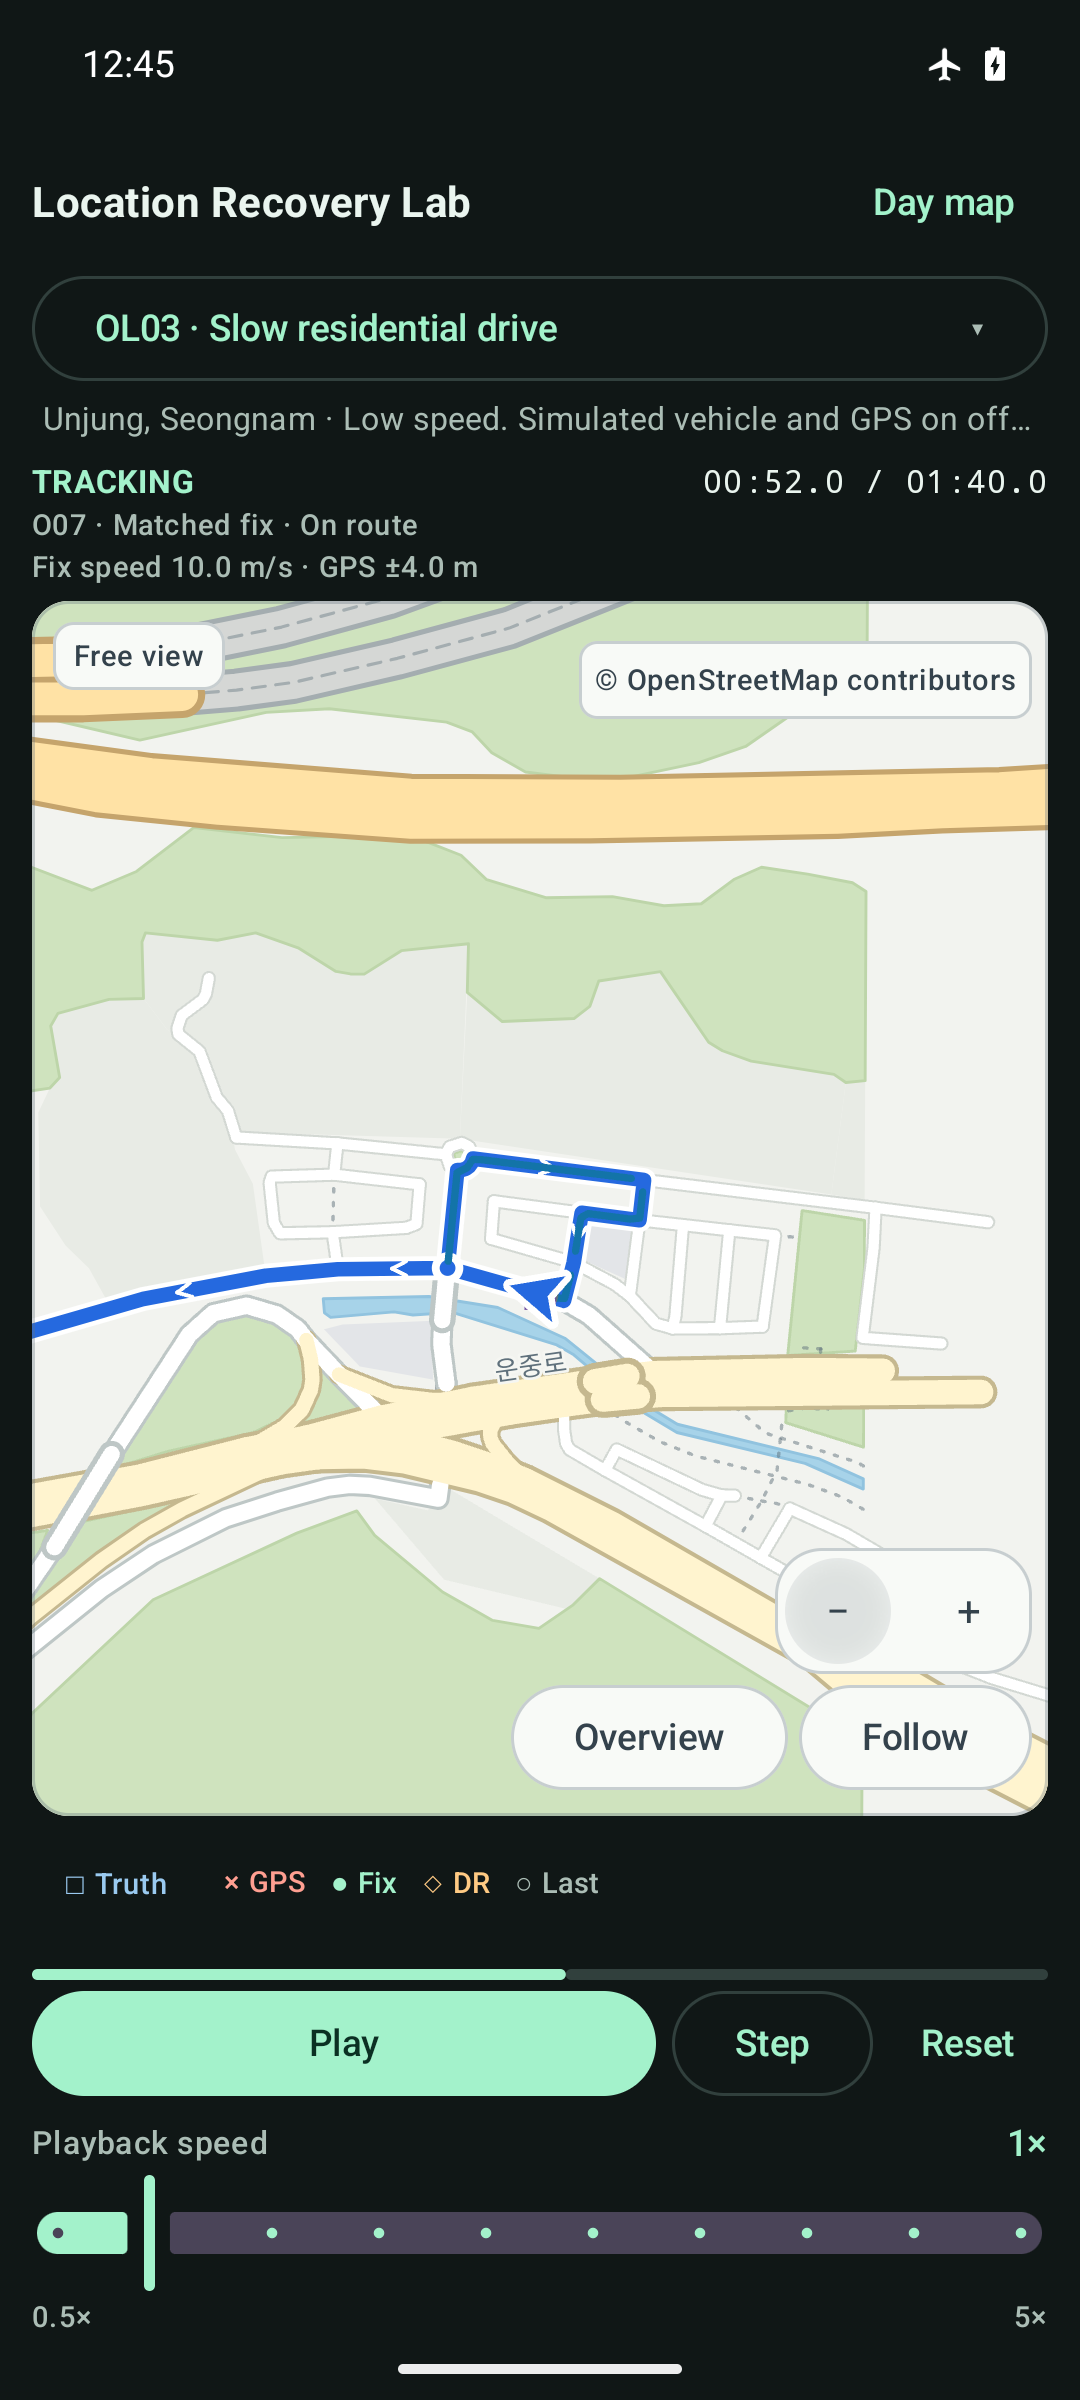 12:45
Location Recovery Lab
Day map
OL03 · Slow residential drive
Unjung, Seongnam · Low speed. Simulated vehicle and GPS on off…
TRACKING
00:52.0 / 01:40.0
O07 · Matched fix · On route
Fix speed 10.0 m/s · GPS ±4.0 m
Free view
© OpenStreetMap contributors
운중로
− +
Overview
Follow
□ Truth × GPS ● Fix ◇ DR ○ Last
Play
Step
Reset
Playback speed
1×
0.5×
5×